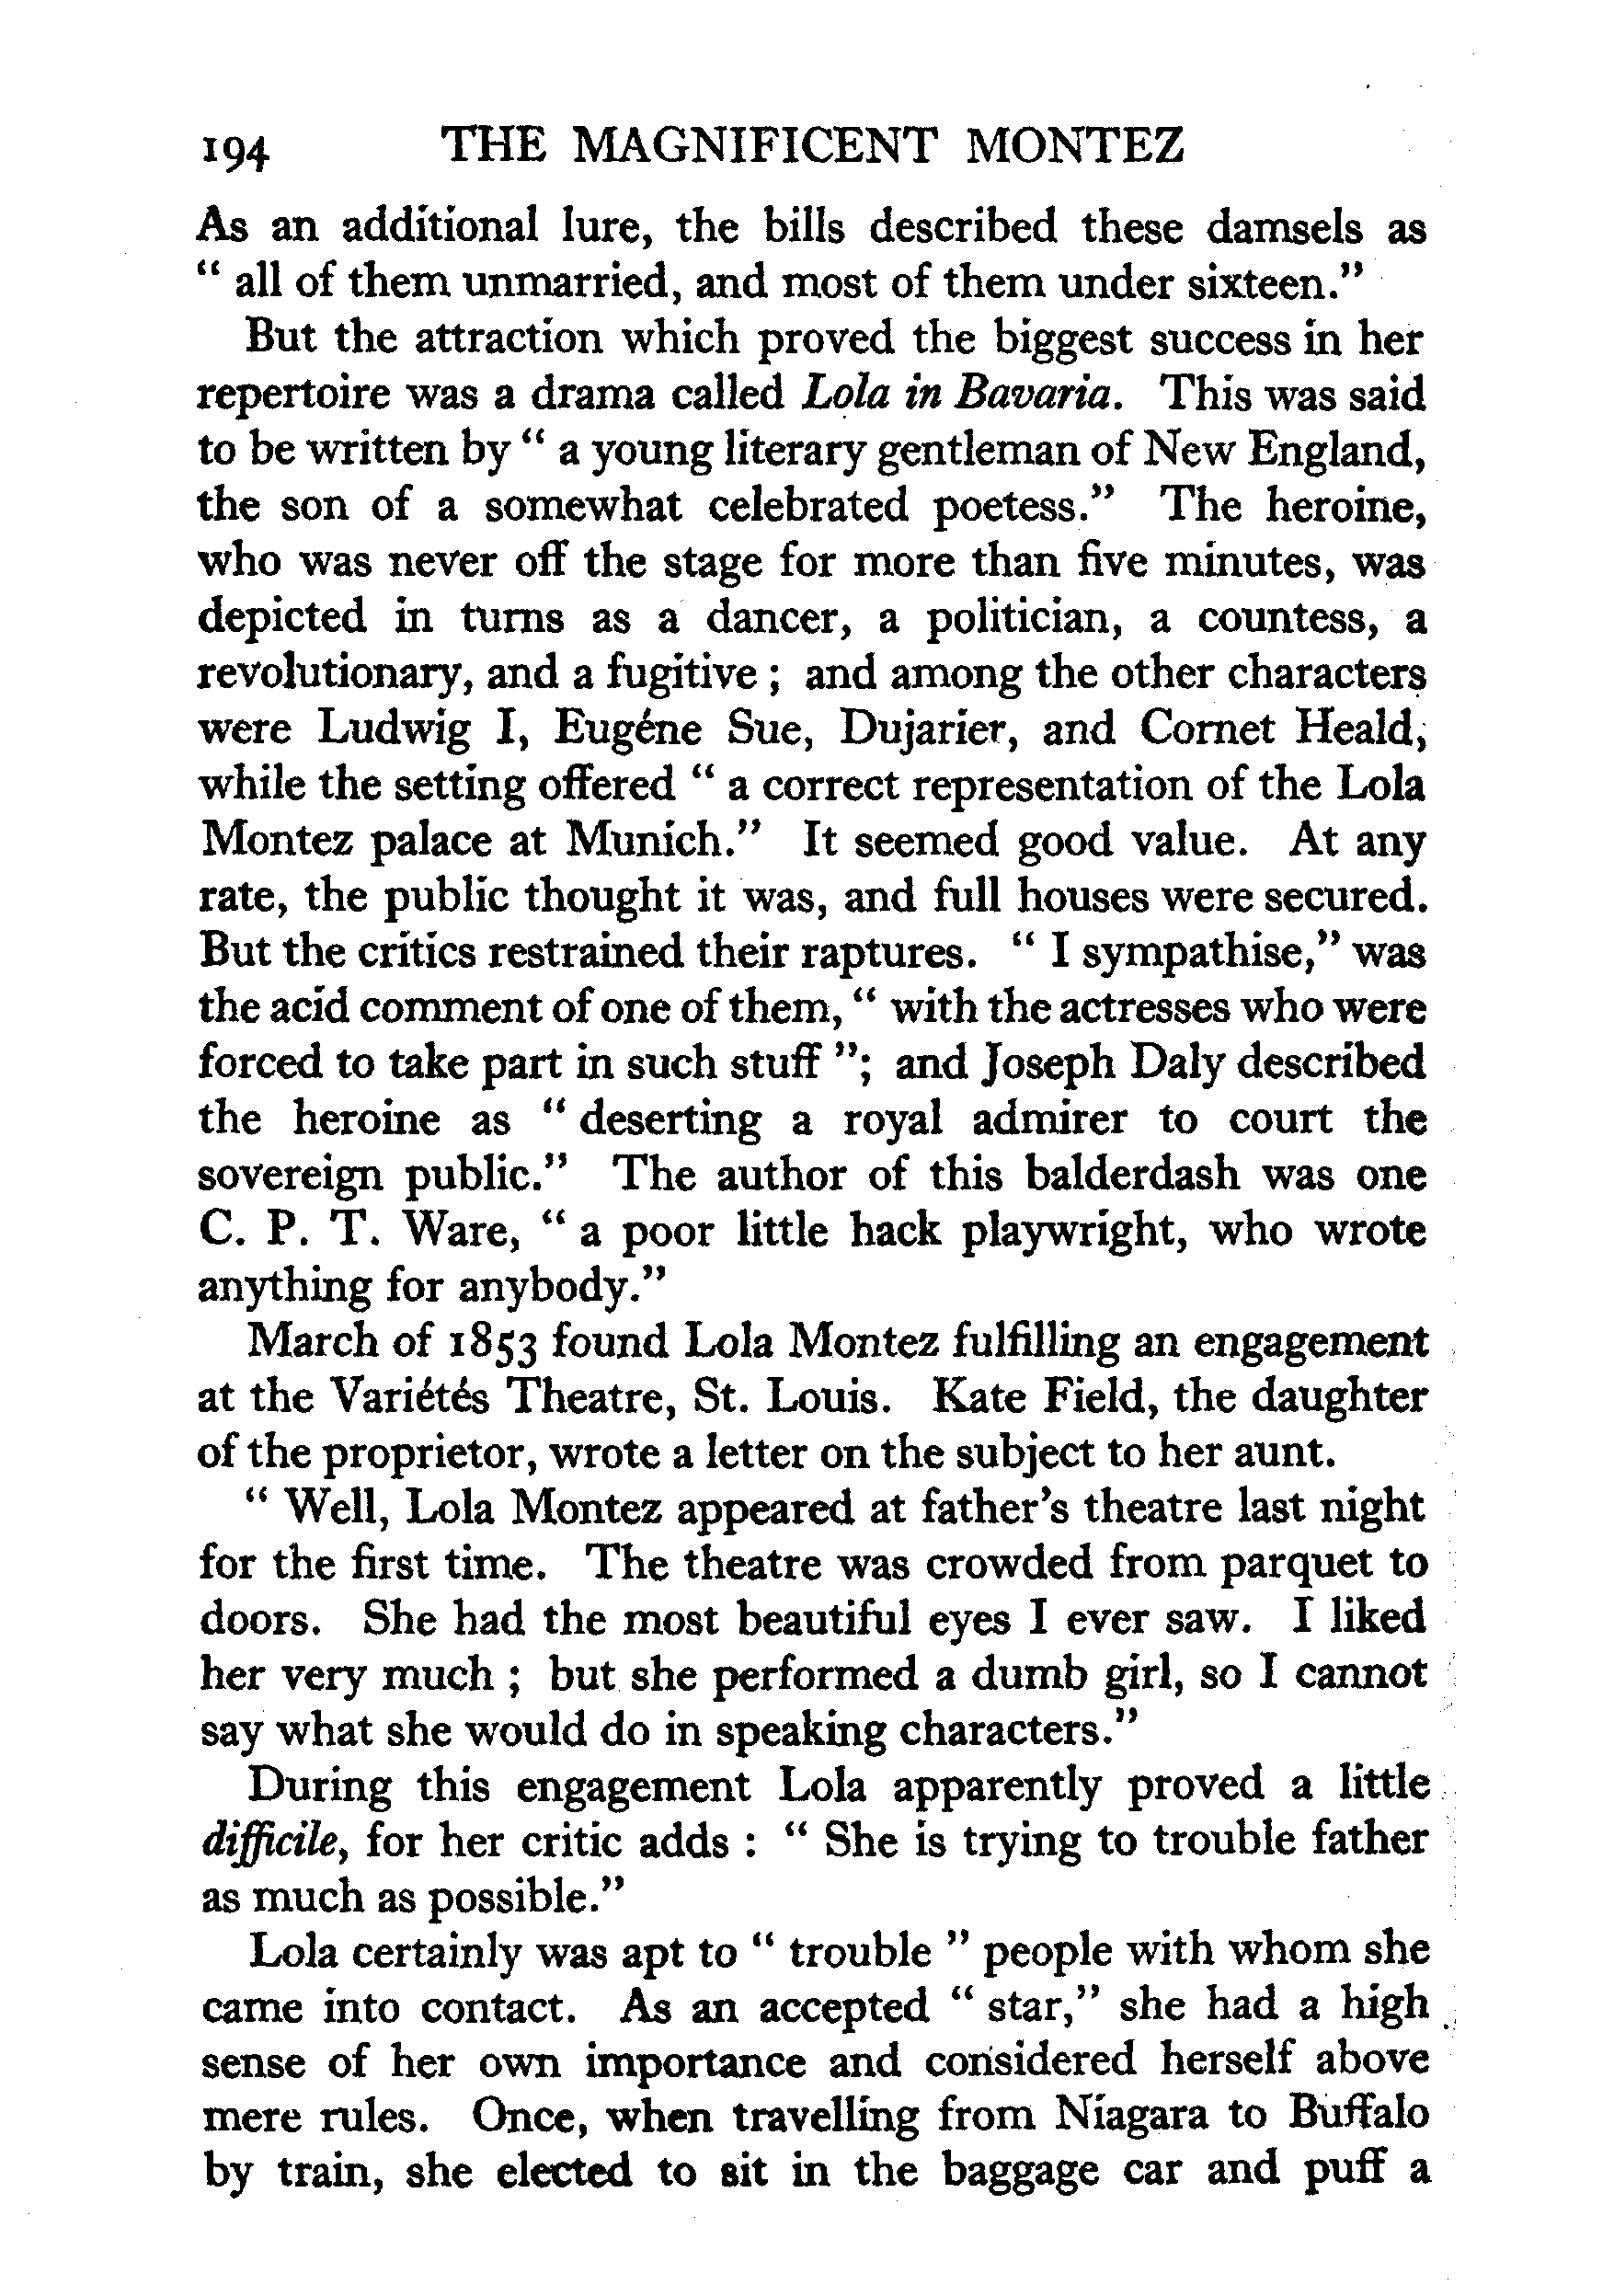 194 THE MAGNIFICENT MONTEZ
As an additional lure, the bills described these damsels as
" all of them unmarried, and most of them under sixteen."
But the attraction which proved the biggest success in her
repertoire was a drama called Lola in Bavaria. This was said
to be written by " a young literary gentleman of New England,
the son of a somewhat celebrated poetess." The heroine,
who was never off the stage for more than five minutes, was
depicted in turns as a dancer, a politician, a countess, a
revolutionary, and a fugitive ; and among the other characters
were Ludwig I, Eugéne Sue, Dujarier, and Cornet Heald,
while the setting offered " a correct representation of the Lola
Montez palace at Munich." It seemed good value. At any
rate, the public thought it was, and full houses were secured.
But the critics restrained their raptures. " I sympathise," was
the acid comment of one of them, " with the actresses who were
forced to take part in such stuff "; and Joseph Daly described
the heroine as " deserting a royal admirer to court the
sovereign public." The author of this balderdash was one
C. P. T. Ware, " a poor little hack playwright, who wrote
anything for anybody."
March of 1853 found Lola Montez fulfilling an engagement
at the Variétés Theatre, St. Louis. Kate Field, the daughter
of the proprietor, wrote a letter on the subject to her aunt.
" Well, Lola Montez appeared at father's theatre last night
for the first time. The theatre was crowded from parquet to
doors. She had the most beautiful eyes I ever saw. I liked
her very much ; but she performed a dumb girl, so I cannot
say what she would do in speaking characters."
During this engagement Lola apparently proved a little
difficile, for her critic adds : " She is trying to trouble father
as much as possible."
Lola certainly was apt to " trouble " people with whom she
came into contact. As an accepted " star," she had a high
sense of her own importance and considered herself above
mere rules. Once, when travelling from Niagara to Buffalo
by train, she elected to sit in the baggage car and puff a